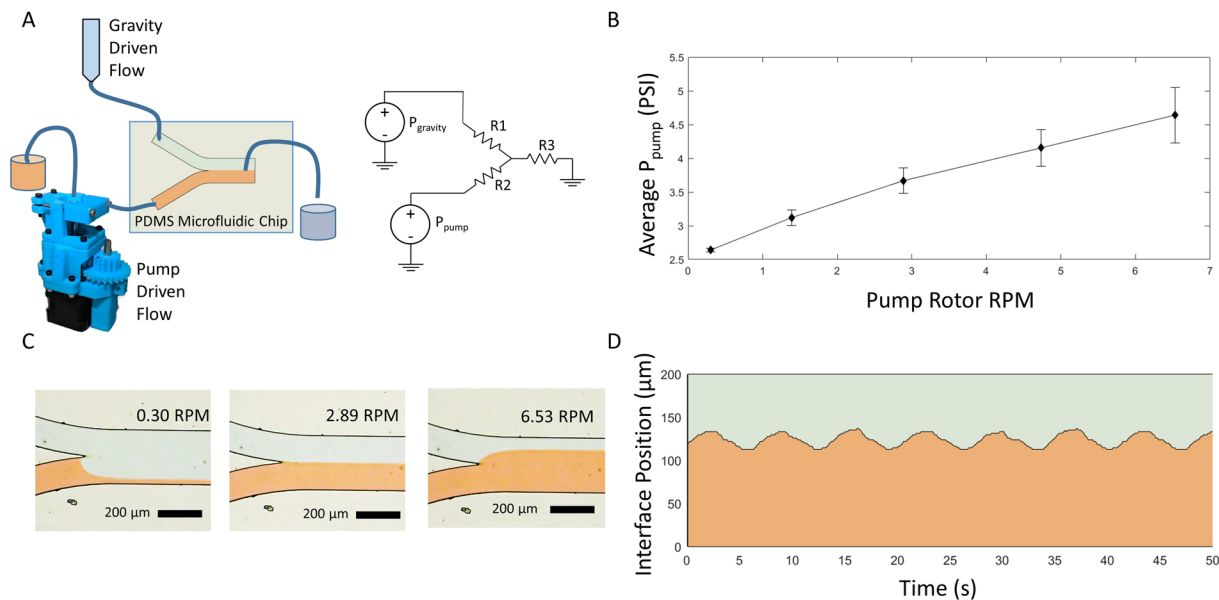 A
Gravity
Driven
Flow
PDMS Microfluidic Chip
Pump
Driven
Flow
+
-
Pgravity
R1
R3
R2
+
-
Ppump
B
Average Ppump (PSI)
5.5
5
4.5
4
3.5
3
2.5
0 1 2 3 4 5 6 7
Pump Rotor RPM
C
0.30 RPM
200 µm
2.89 RPM
200 µm
6.53 RPM
200 µm
D
Interface Position (µm)
200
150
100
50
0
0 5 10 15 20 25 30 35 40 45 50
Time (s)